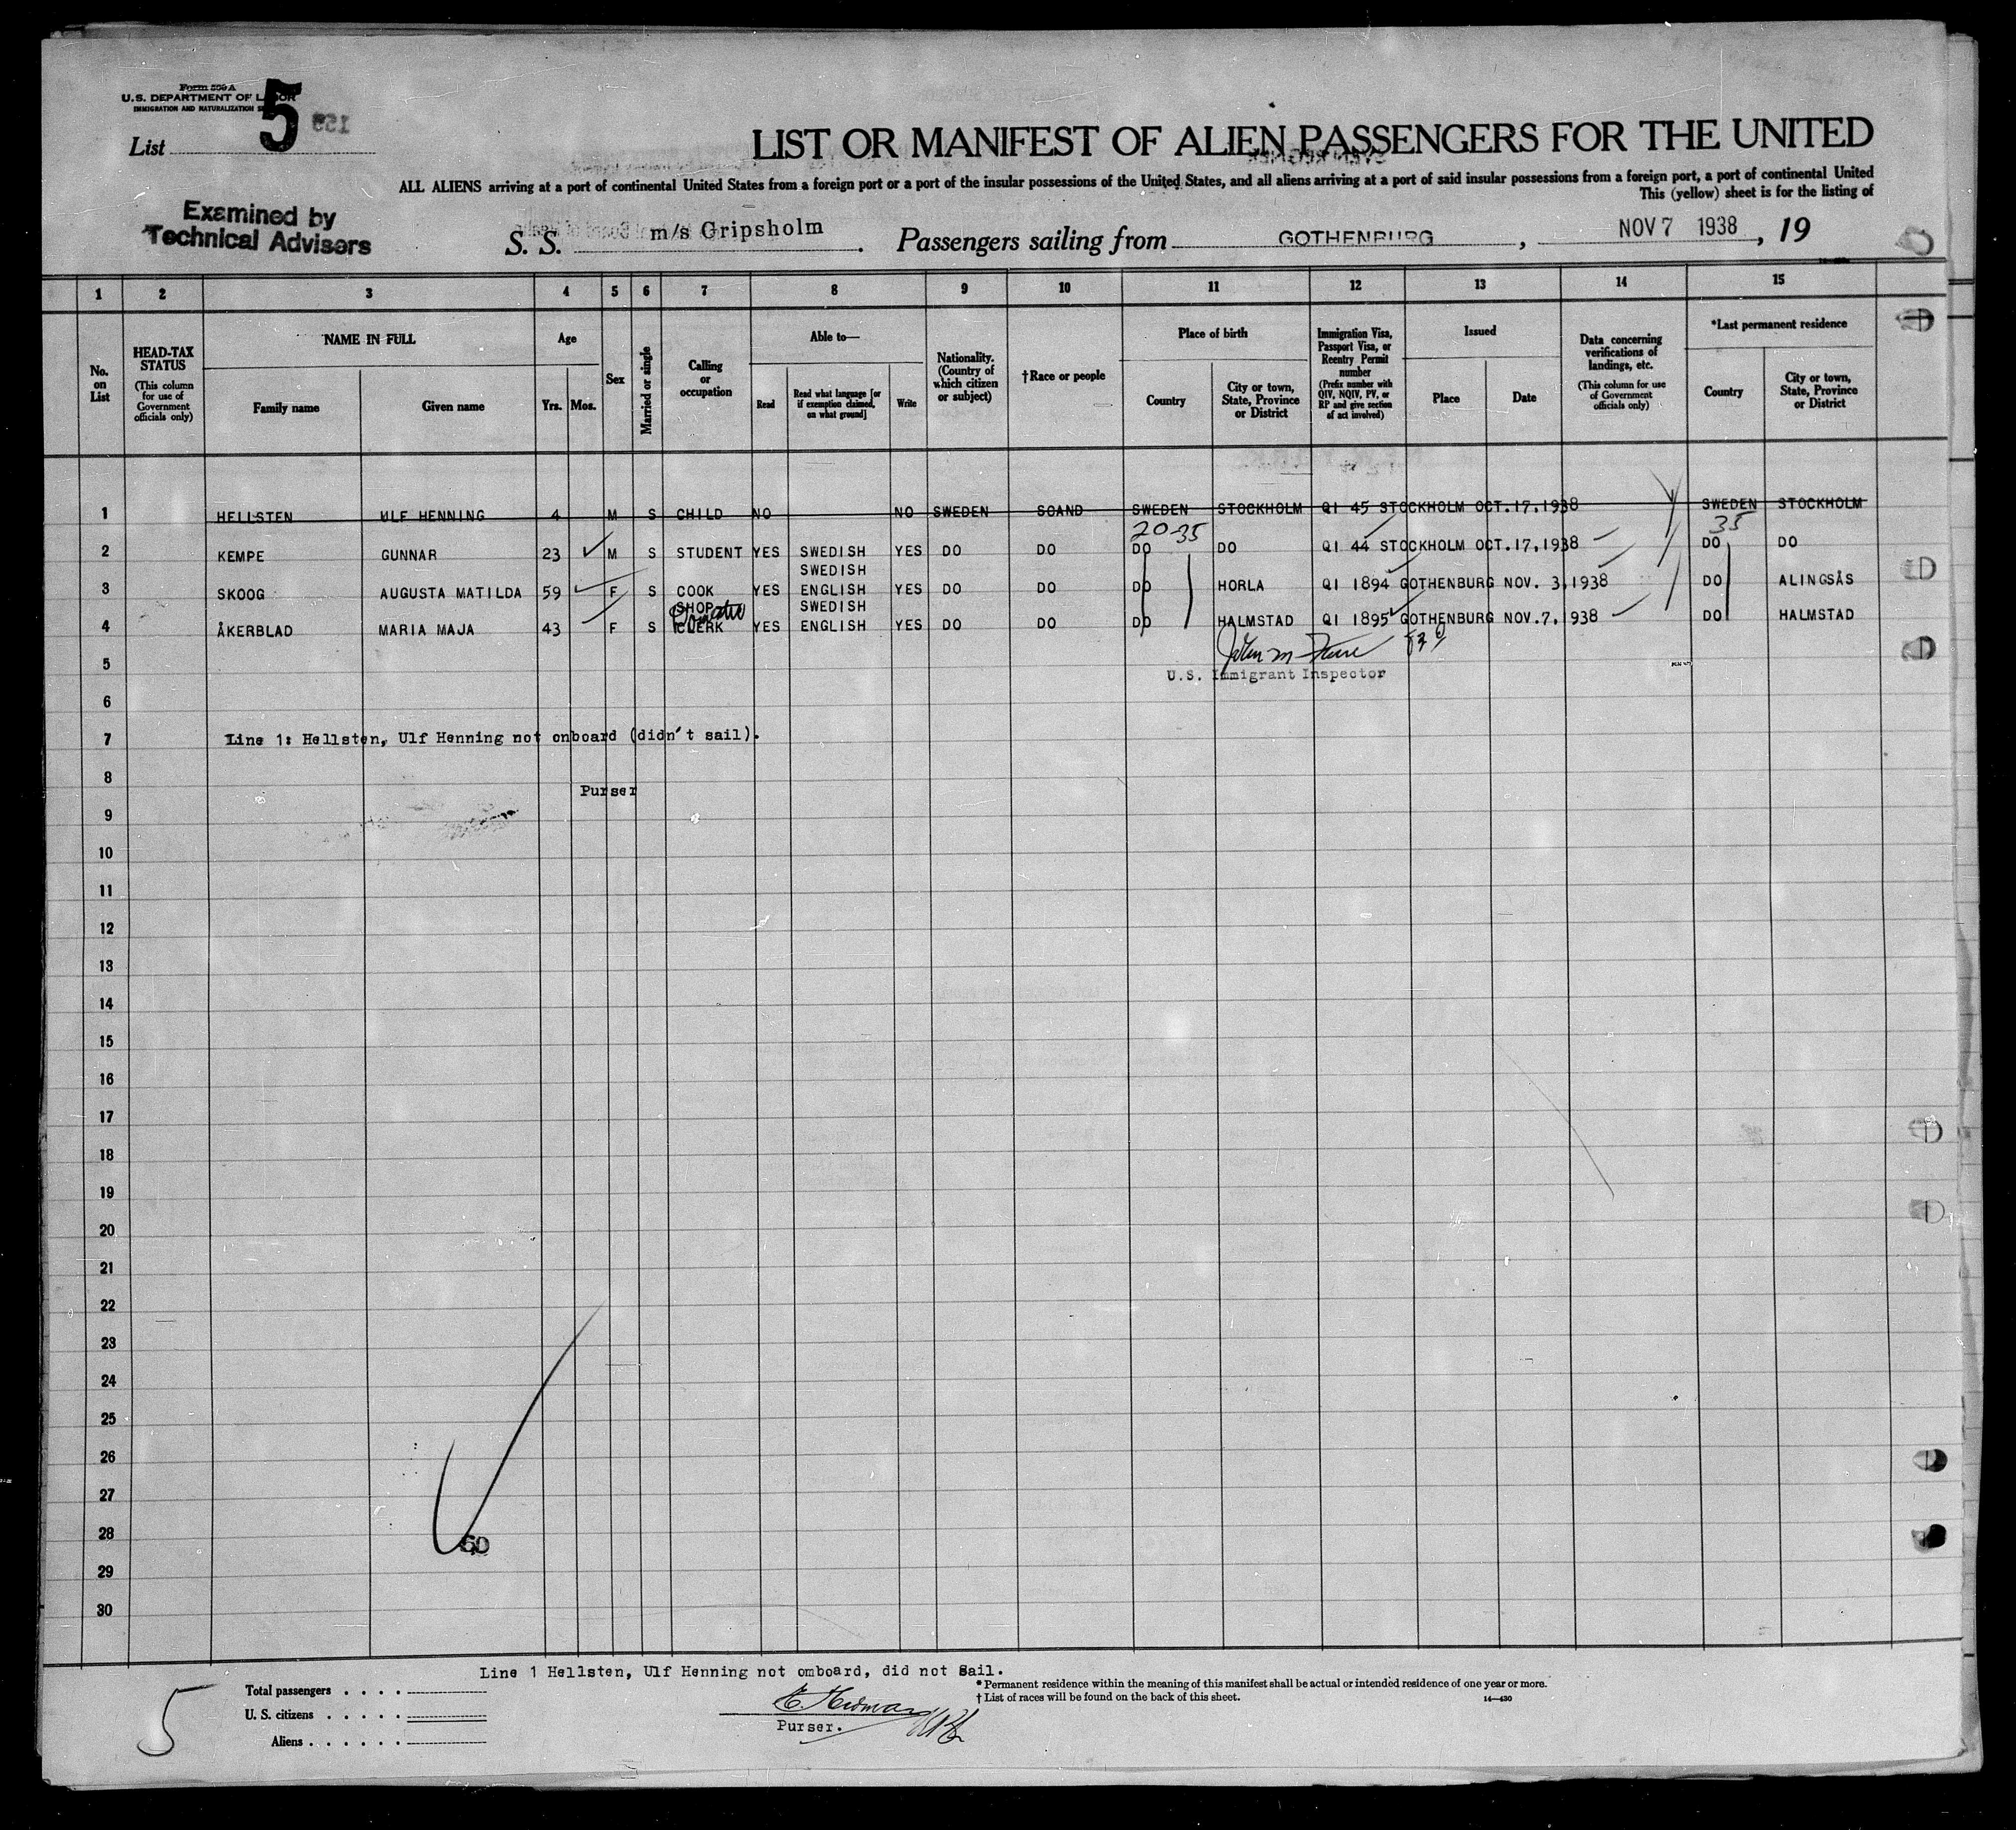 Form 500 A
U.S. DEPARTMENT OF LABOR
IMMIGRATION AND NATURALIZATION
List 5
LIST OR MANIFEST OF ALIEN PASSENGERS FOR THE UNITED
ALL ALIENS arriving at a port of continental United States from a foreign port or a port of the insular possessions of the United States, and all aliens arriving at a port of said insular possessions from a foreign port, a port of continental United
This (yellow) sheet is for the listing of
Examined by
Technical Advisers
S. S. m/s Gripsholm. Passengers sailing from GOTHENBURG, NOV 7 1938, 19
1 2 3 4 5 6 7 8 9 10 11 12 13 14 15
No. on List
HEAD-TAX STATUS (This column for use of Government officials only)
NAME IN FULL
Family name Given name
Age
Yrs. Mos.
Sex
Married or single
Calling or occupation
Able to—
Read Read what language [or if exemption claimed, on what ground] Write
Nationality. (Country of which citizen or subject)
†Race or people
Place of birth
Country City or town, State, Province or District
Immigration Visa, Passport Visa, or Reentry Permit number (Prefix number with QIV, NQIV, PV, or RP and give section of act involved)
Issued
Place Date
Data concerning verifications of landings, etc. (This column for use of Government officials only)
*Last permanent residence
Country City or town, State, Province or District
1 HELLSTEN ULF HENNING 4 M S CHILD NO NO SWEDEN SCAND SWEDEN STOCKHOLM QI 45 STOCKHOLM OCT.17,1938 SWEDEN STOCKHOLM
20-35 35
2 KEMPE GUNNAR 23 M S STUDENT YES SWEDISH YES DO DO DO DO QI 44 STOCKHOLM OCT.17,1938 DO DO
SWEDISH
3 SKOOG AUGUSTA MATILDA 59 F S COOK YES ENGLISH YES DO DO DO HORLA QI 1894 GOTHENBURG NOV. 3,1938 DO ALINGSÅS
SHOP SWEDISH
4 ÅKERBLAD MARIA MAJA 43 F S CLERK YES ENGLISH YES DO DO DO HALMSTAD QI 1895 GOTHENBURG NOV.7,1938 DO HALMSTAD
5
U.S. Immigrant Inspector
6
7 Line 1: Hellsten, Ulf Henning not onboard (didn't sail).
8
Purser
9
10
11
12
13
14
15
16
17
18
19
20
21
22
23
24
25
26
27
28
29
30
Line 1 Hellsten, Ulf Henning not omboard, did not sail.
Total passengers
U. S. citizens
Aliens
5
Purser.
* Permanent residence within the meaning of this manifest shall be actual or intended residence of one year or more.
† List of races will be found on the back of this sheet.
14—430